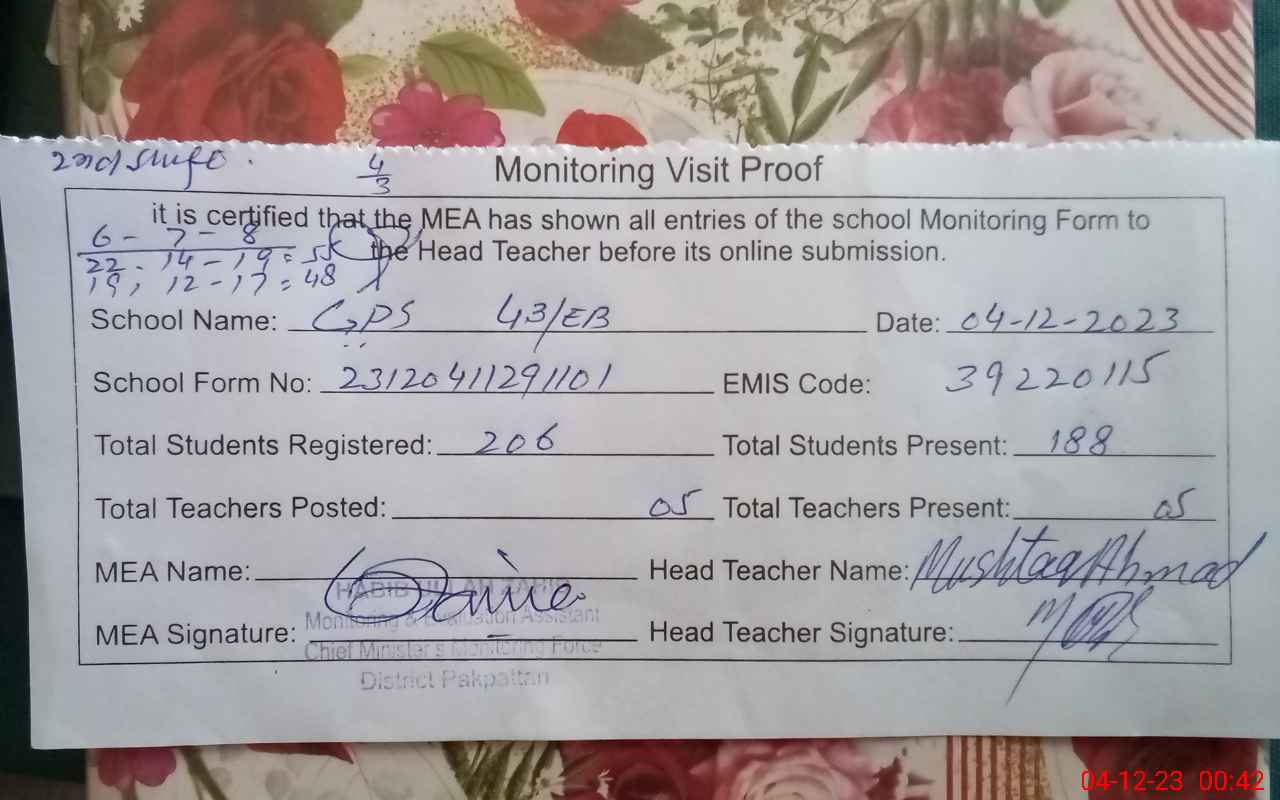 2nd shift.
4
3
Monitoring Visit Proof
it is certified that the MEA has shown all entries of the school Monitoring Form to
the Head Teacher before its online submission.
6 - 7 - 8
22 - 14 - 19 = 55
19, 12 - 17 = 48
School Name: GPS 43/EB Date: 04-12-2023
School Form No: 23120411291101 EMIS Code: 39220115
Total Students Registered: 206 Total Students Present: 188
Total Teachers Posted: 05 Total Teachers Present: 05
MEA Name: Head Teacher Name: Mushtaq Ahmad
HABIB ULLAH
Monitoring & Evaluation Assistant
MEA Signature: Head Teacher Signature:
Chief Minister's Monitoring Force
District Pakpattan
04-12-23 00:42